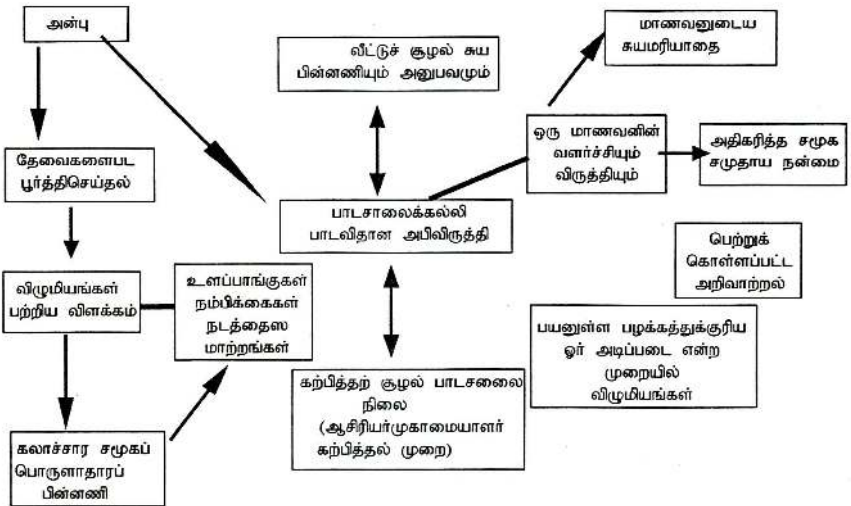 அன்பு
வீட்டுச் சூழல் சுய
பின்னணியும் அனுபவமும்
மாணவனுடைய
சுயமரியாதை
தேவைகளைபட
பூர்த்திசெய்தல்
ஒரு மாணவனின்
வளர்ச்சியும்
விருத்தியும்
அதிகரித்த சமூக
சமுதாய நன்மை
பாடசாலைக்கல்லி
பாடவிதான அபிவிருத்தி
பெற்றுக்
கொள்ளப்பட்ட
அறிவாற்றல்
விழுமியங்கள்
பற்றிய விளக்கம்
உளப்பாங்குகள்
நம்பிக்கைகள்
நடத்தைஸ
மாற்றங்கள்
பயனுள்ள பழக்கத்துக்குரிய
ஓர் அடிப்படை என்ற
முறையில்
விழுமியங்கள்
கற்பித்தற் சூழல் பாடசலைை
நிலை
(ஆசிரியர்முகாமையாளர்
கற்பித்தல் முறை)
கலாச்சார சமூகப்
பொருளாதாரப்
பின்னணி